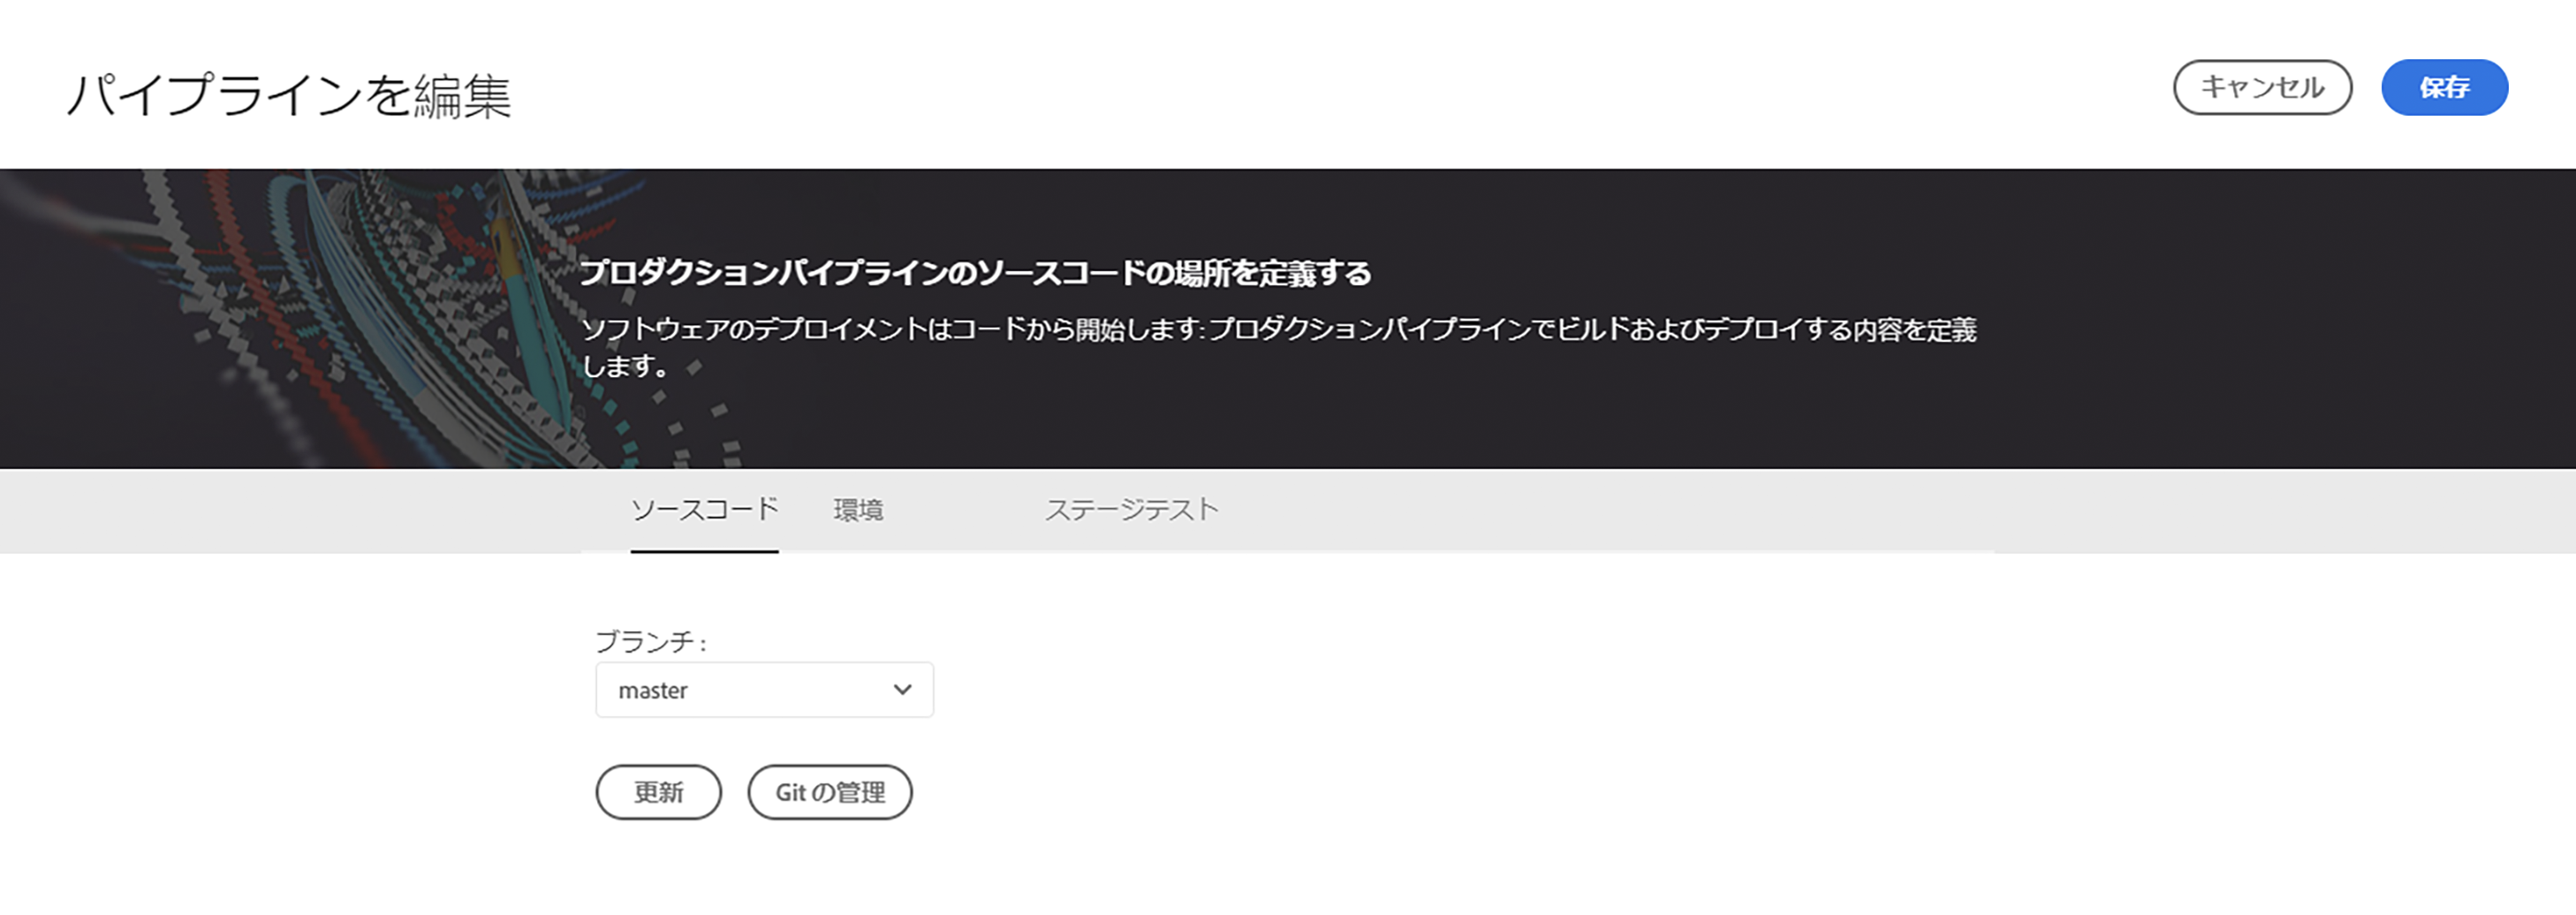 パイプラインを編集
キャンセル
保存
プロダクションパイプラインのソースコードの場所を定義する
ソフトウェアのデプロイメントはコードから開始します: プロダクションパイプラインでビルドおよびデプロイする内容を定義
します。
ソースコード
環境
ステージテスト
ブランチ :
master
更新
Git の管理